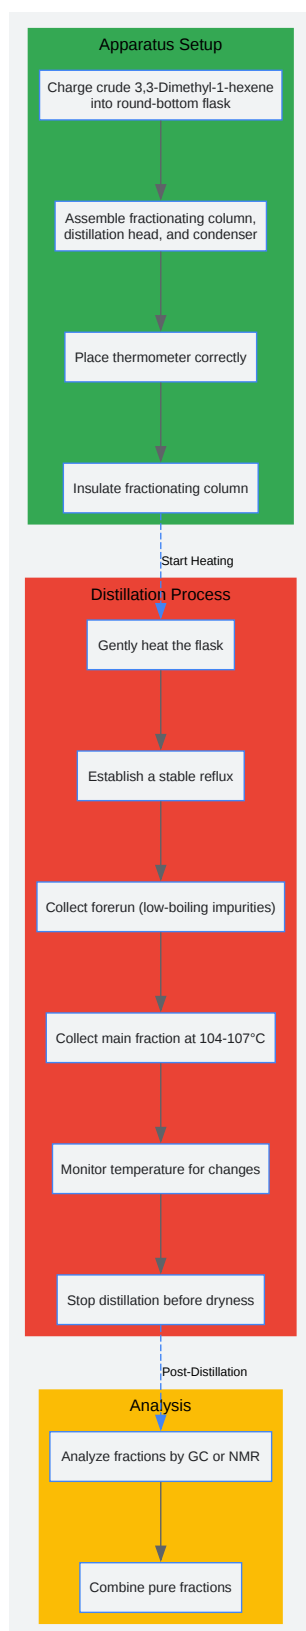 Apparatus Setup
Charge crude 3,3-Dimethyl-1-hexene
into round-bottom flask
Assemble fractionating column,
distillation head, and condenser
Place thermometer correctly
Insulate fractionating column
Start Heating
Distillation Process
Gently heat the flask
Establish a stable reflux
Collect forerun (low-boiling impurities)
Collect main fraction at 104-107°C
Monitor temperature for changes
Stop distillation before dryness
Post-Distillation
Analysis
Analyze fractions by GC or NMR
Combine pure fractions